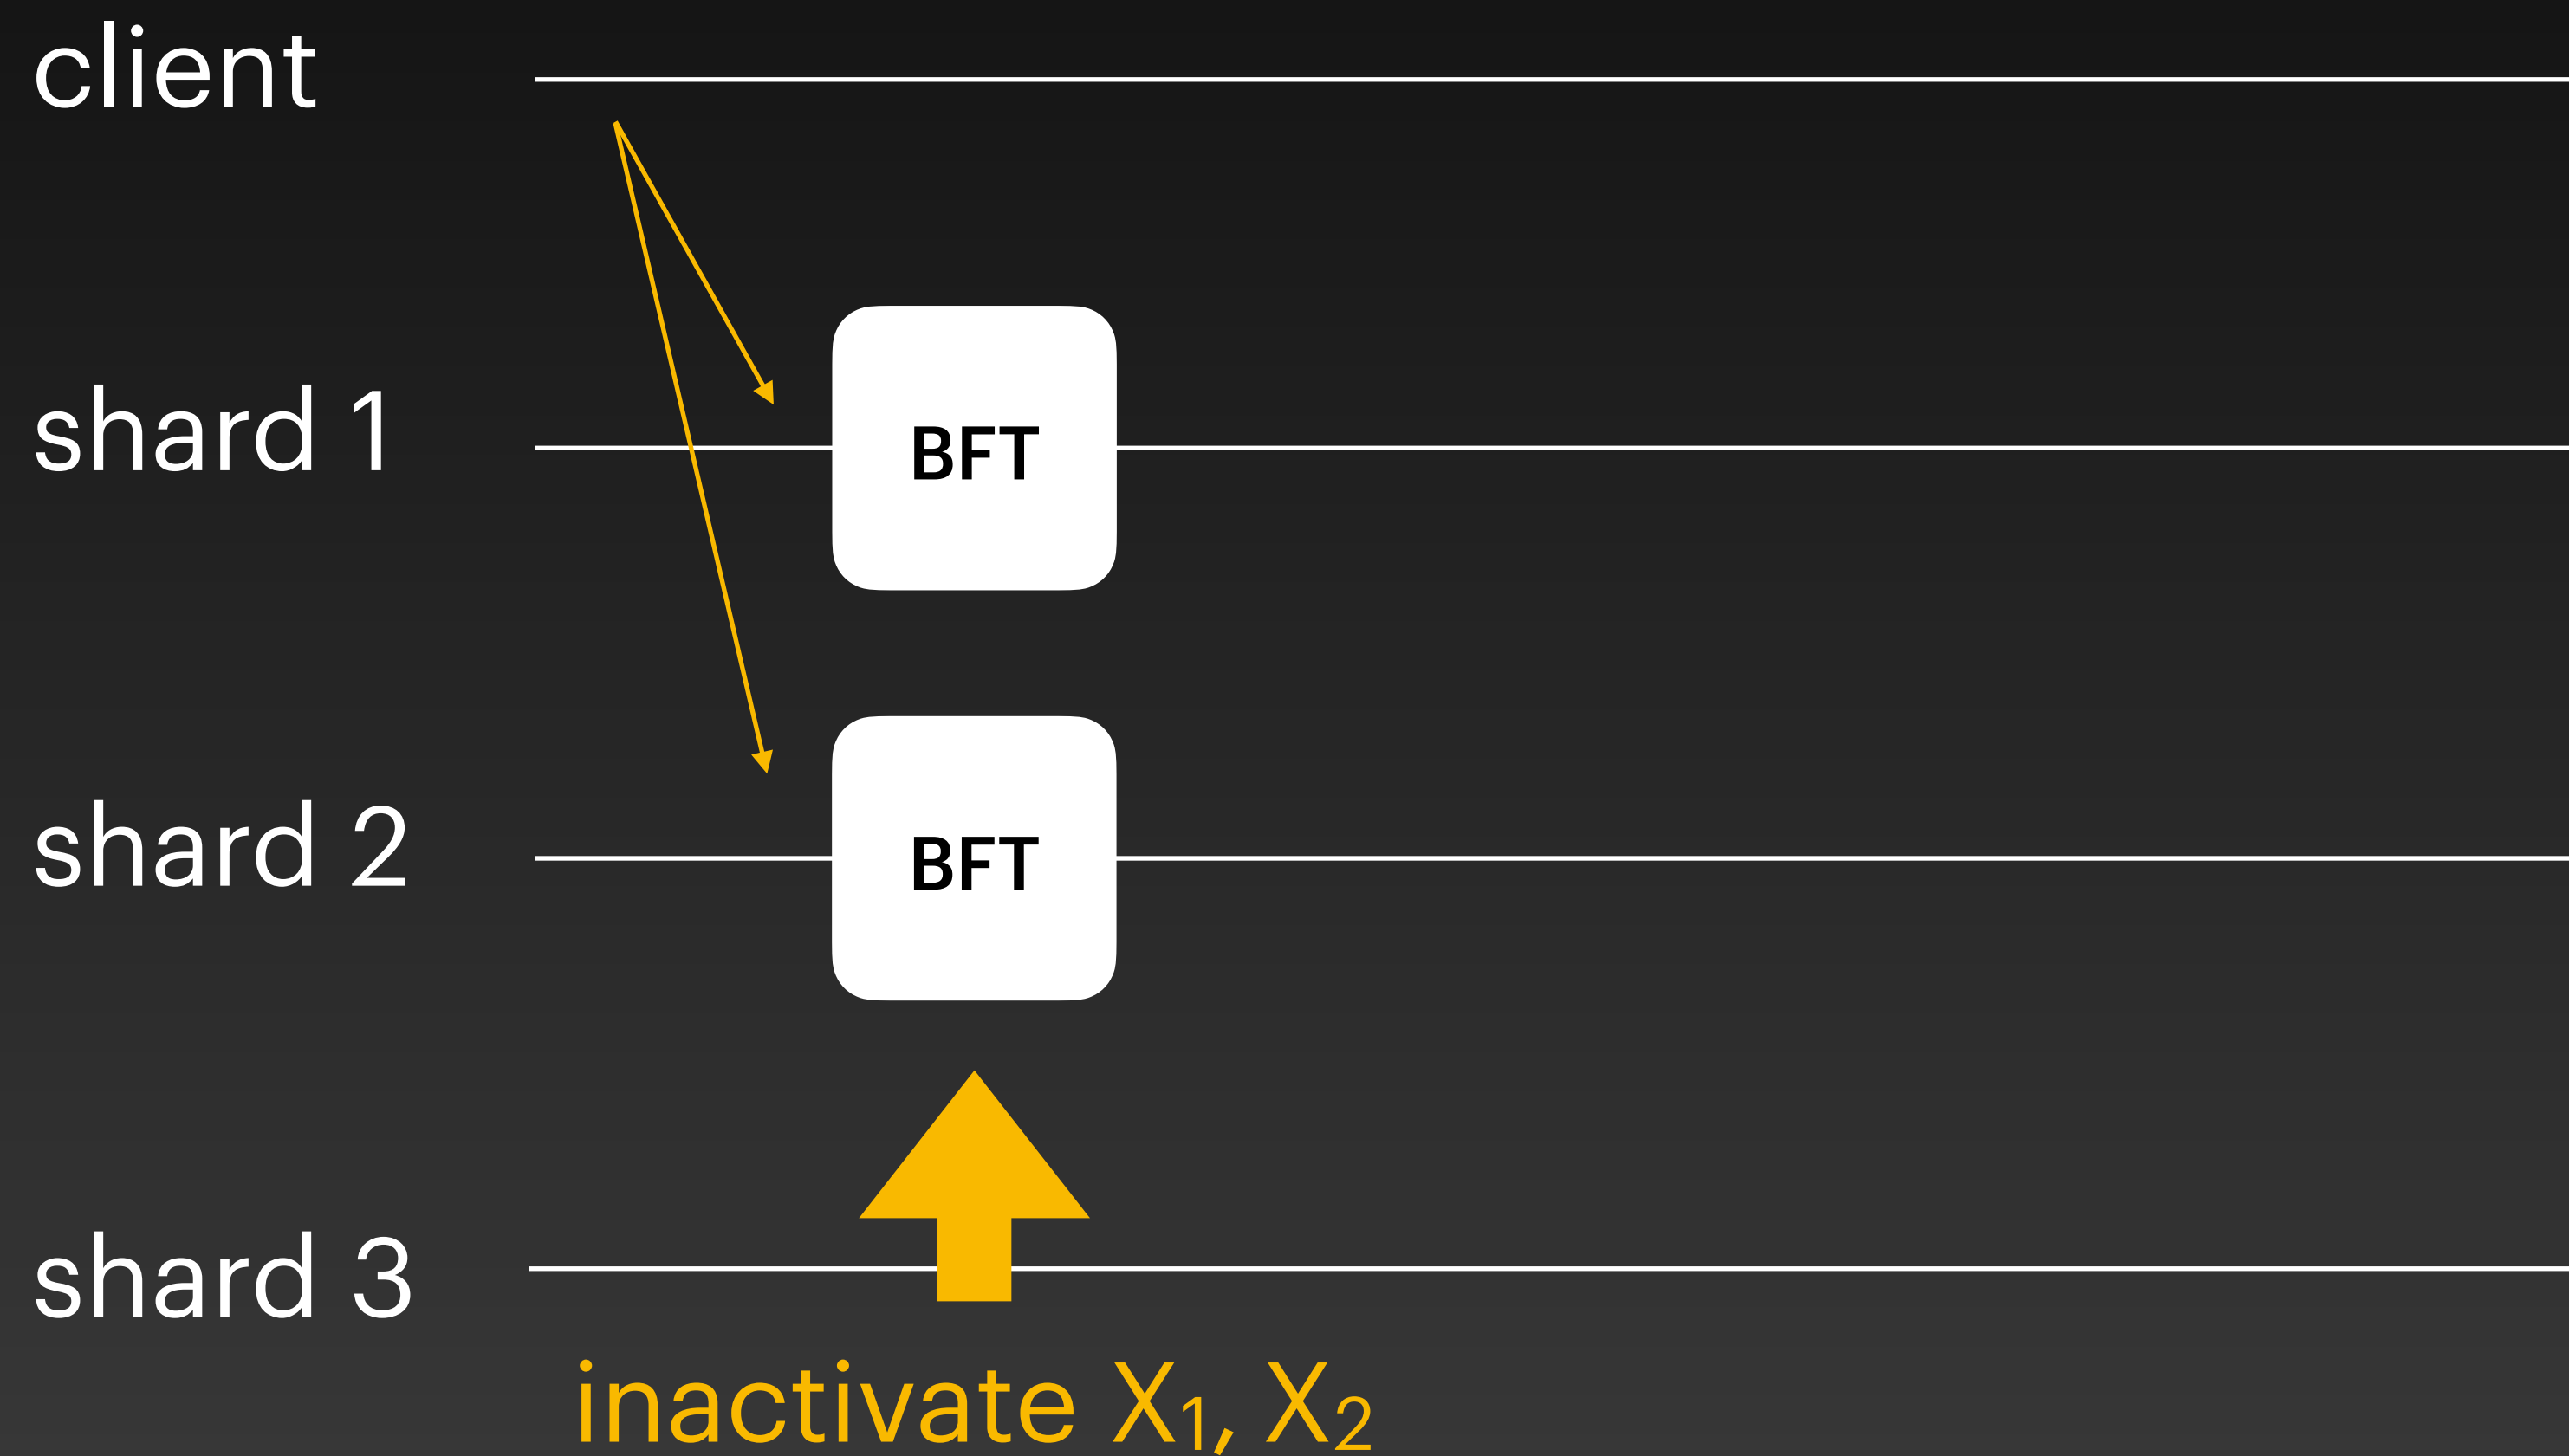 client
shard 1
BFT
shard 2
BFT
shard 3
inactivate X₁, X₂